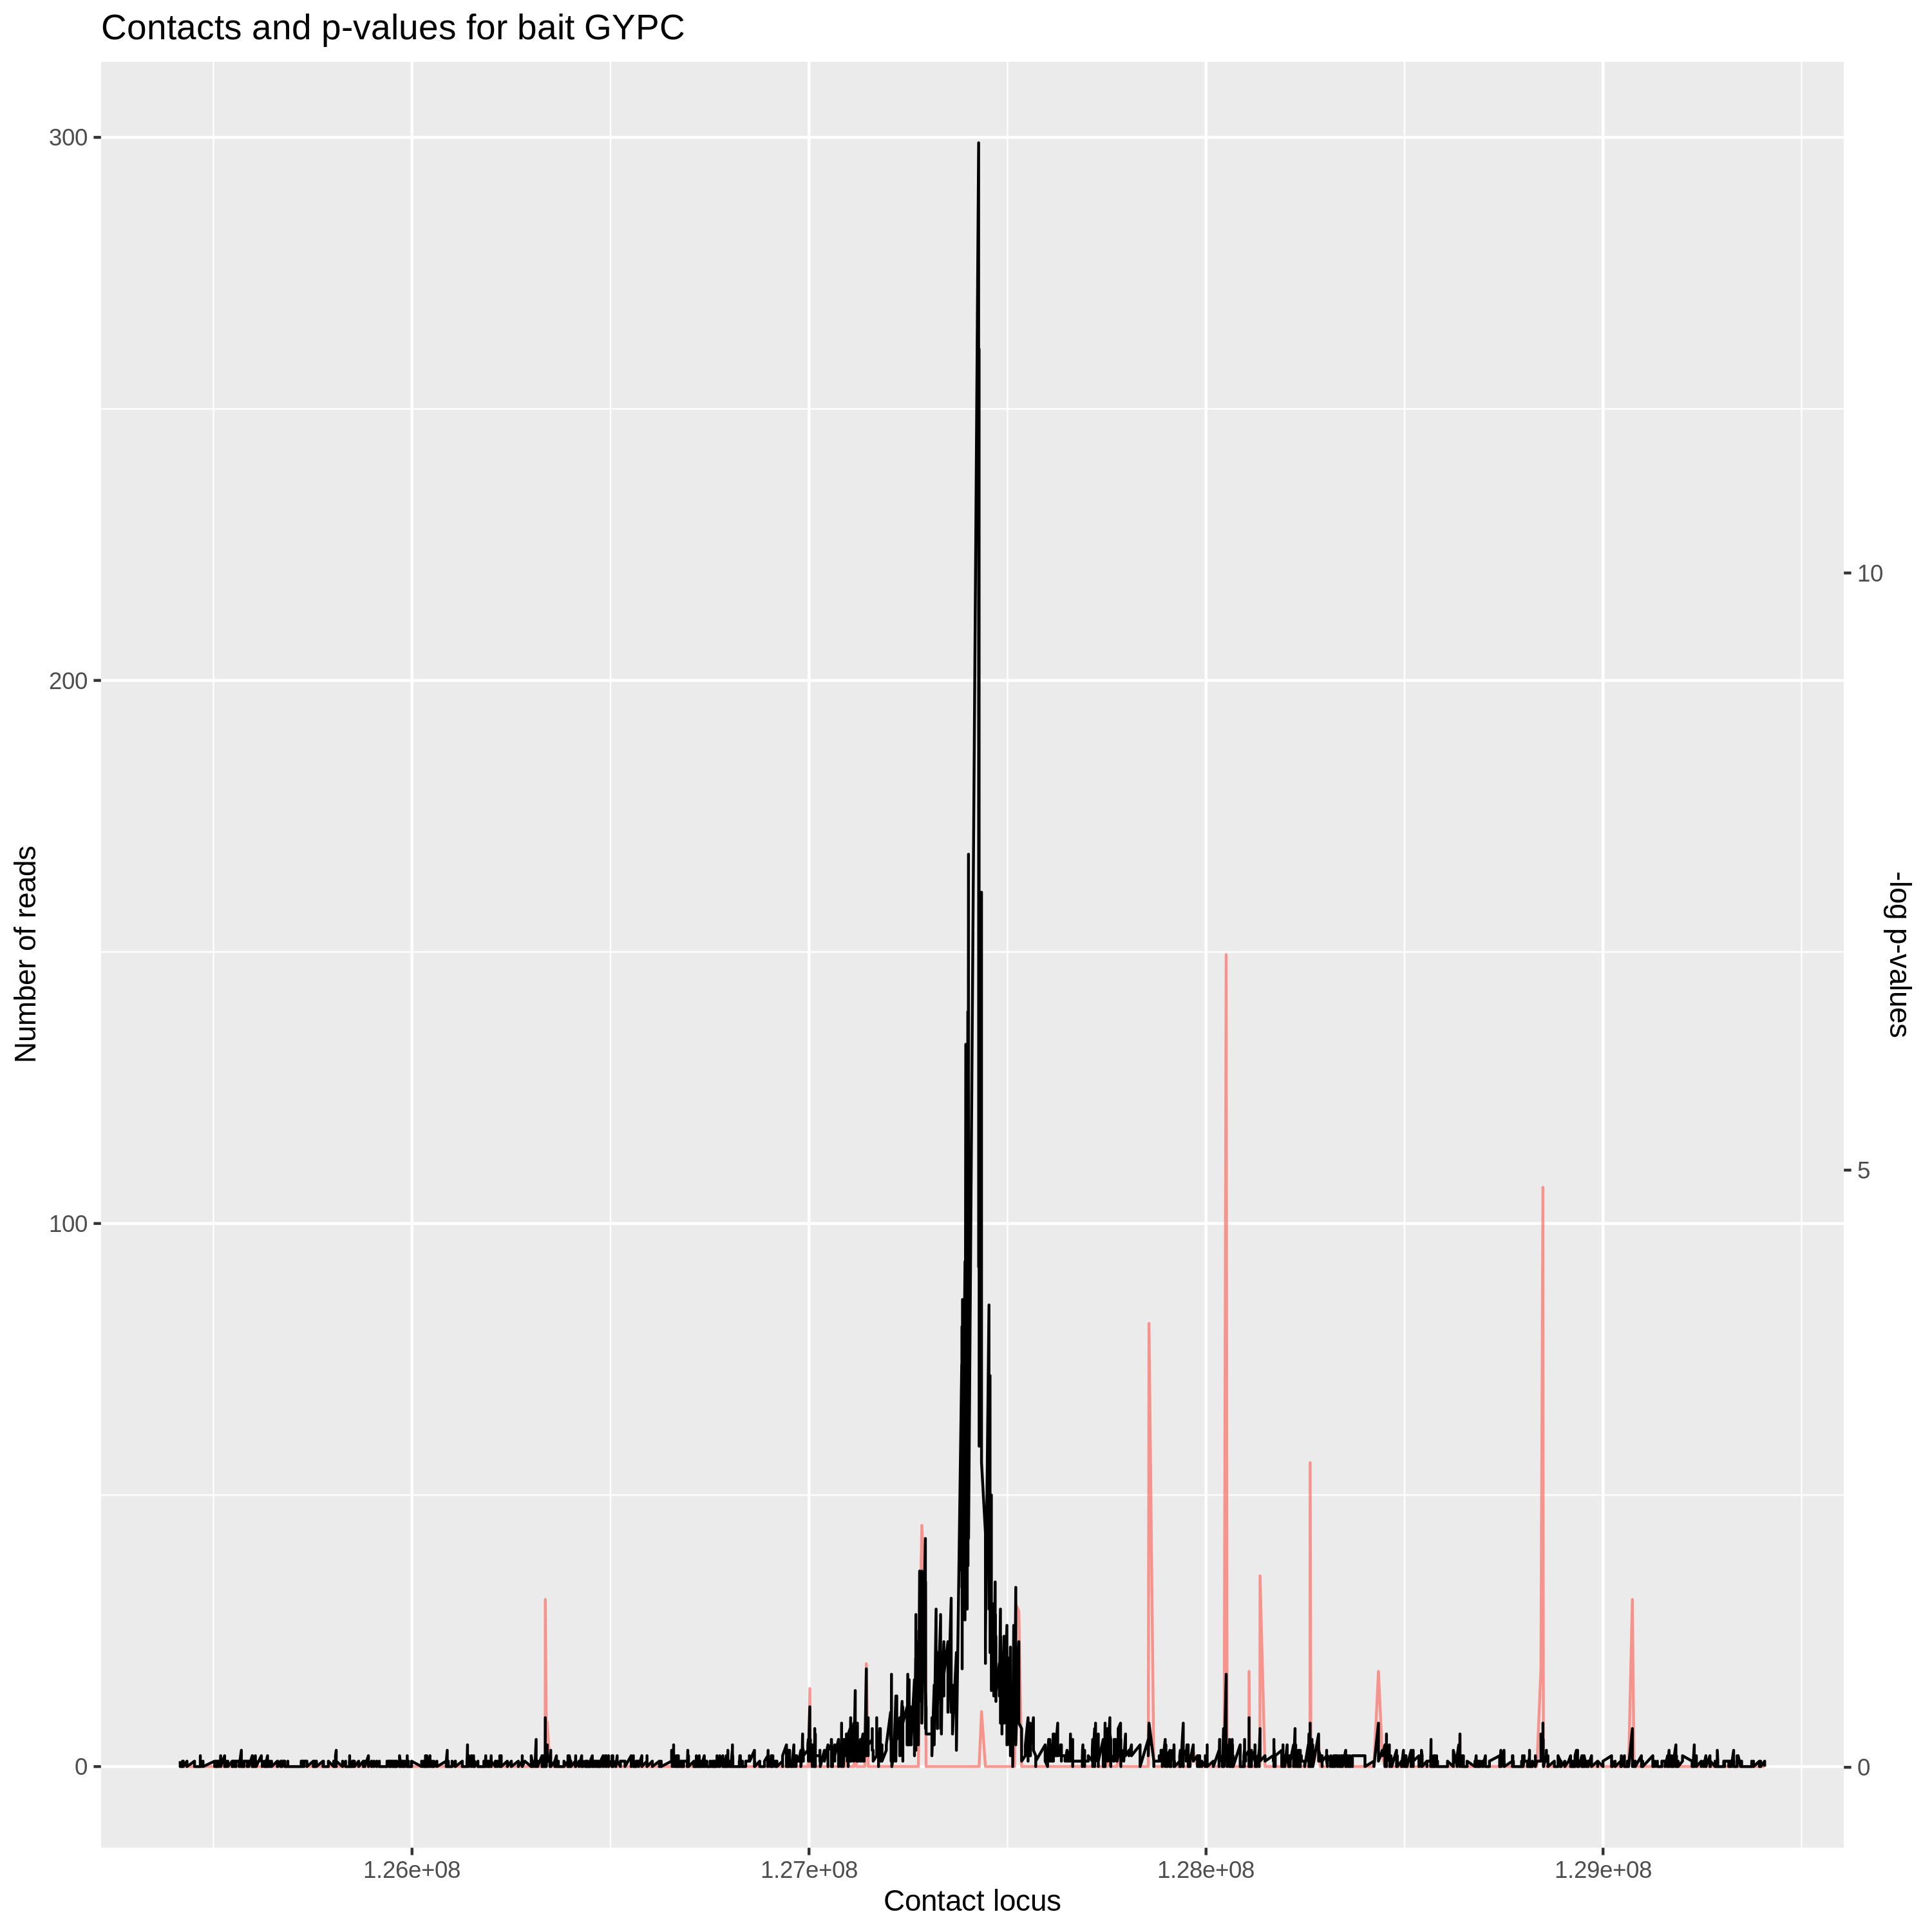 Contacts and p-values for bait GYPC
300
200
100
0
Number of reads
10
5
0
-log p-values
1.26e+08
1.27e+08
1.28e+08
1.29e+08
Contact locus